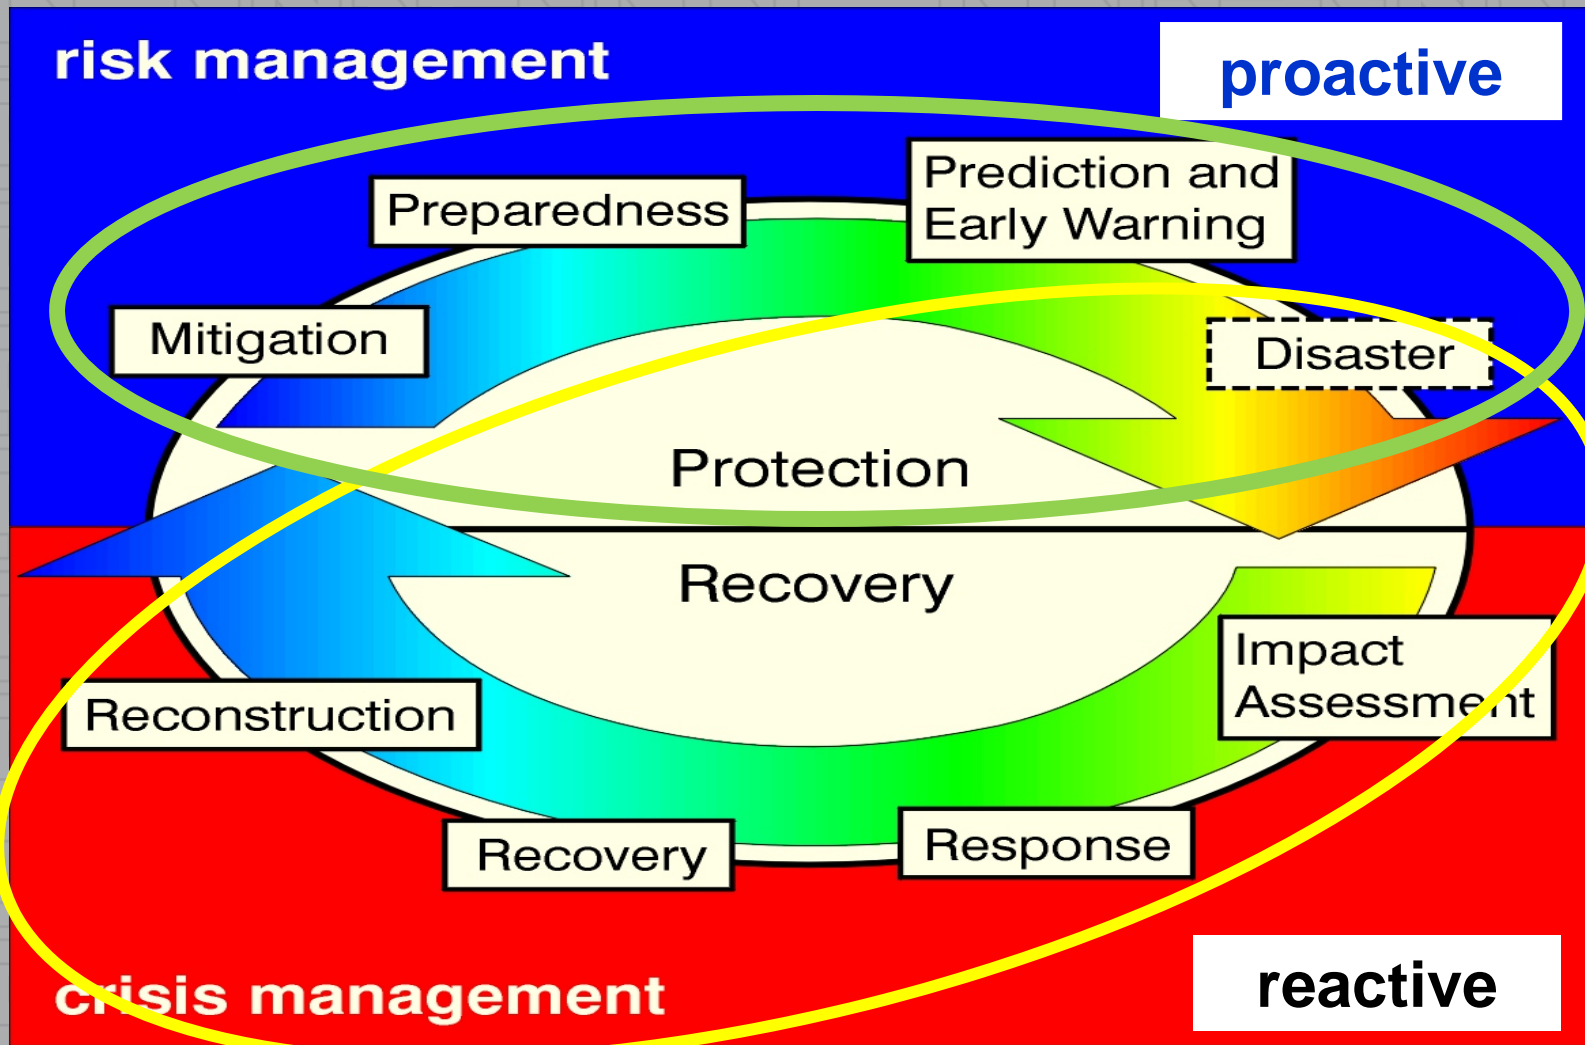 risk management
proactive
Preparedness
Prediction and
Early Warning
Mitigation
Disaster
Protection
Recovery
Impact
Assessment
Reconstruction
Recovery
Response
crisis management
reactive